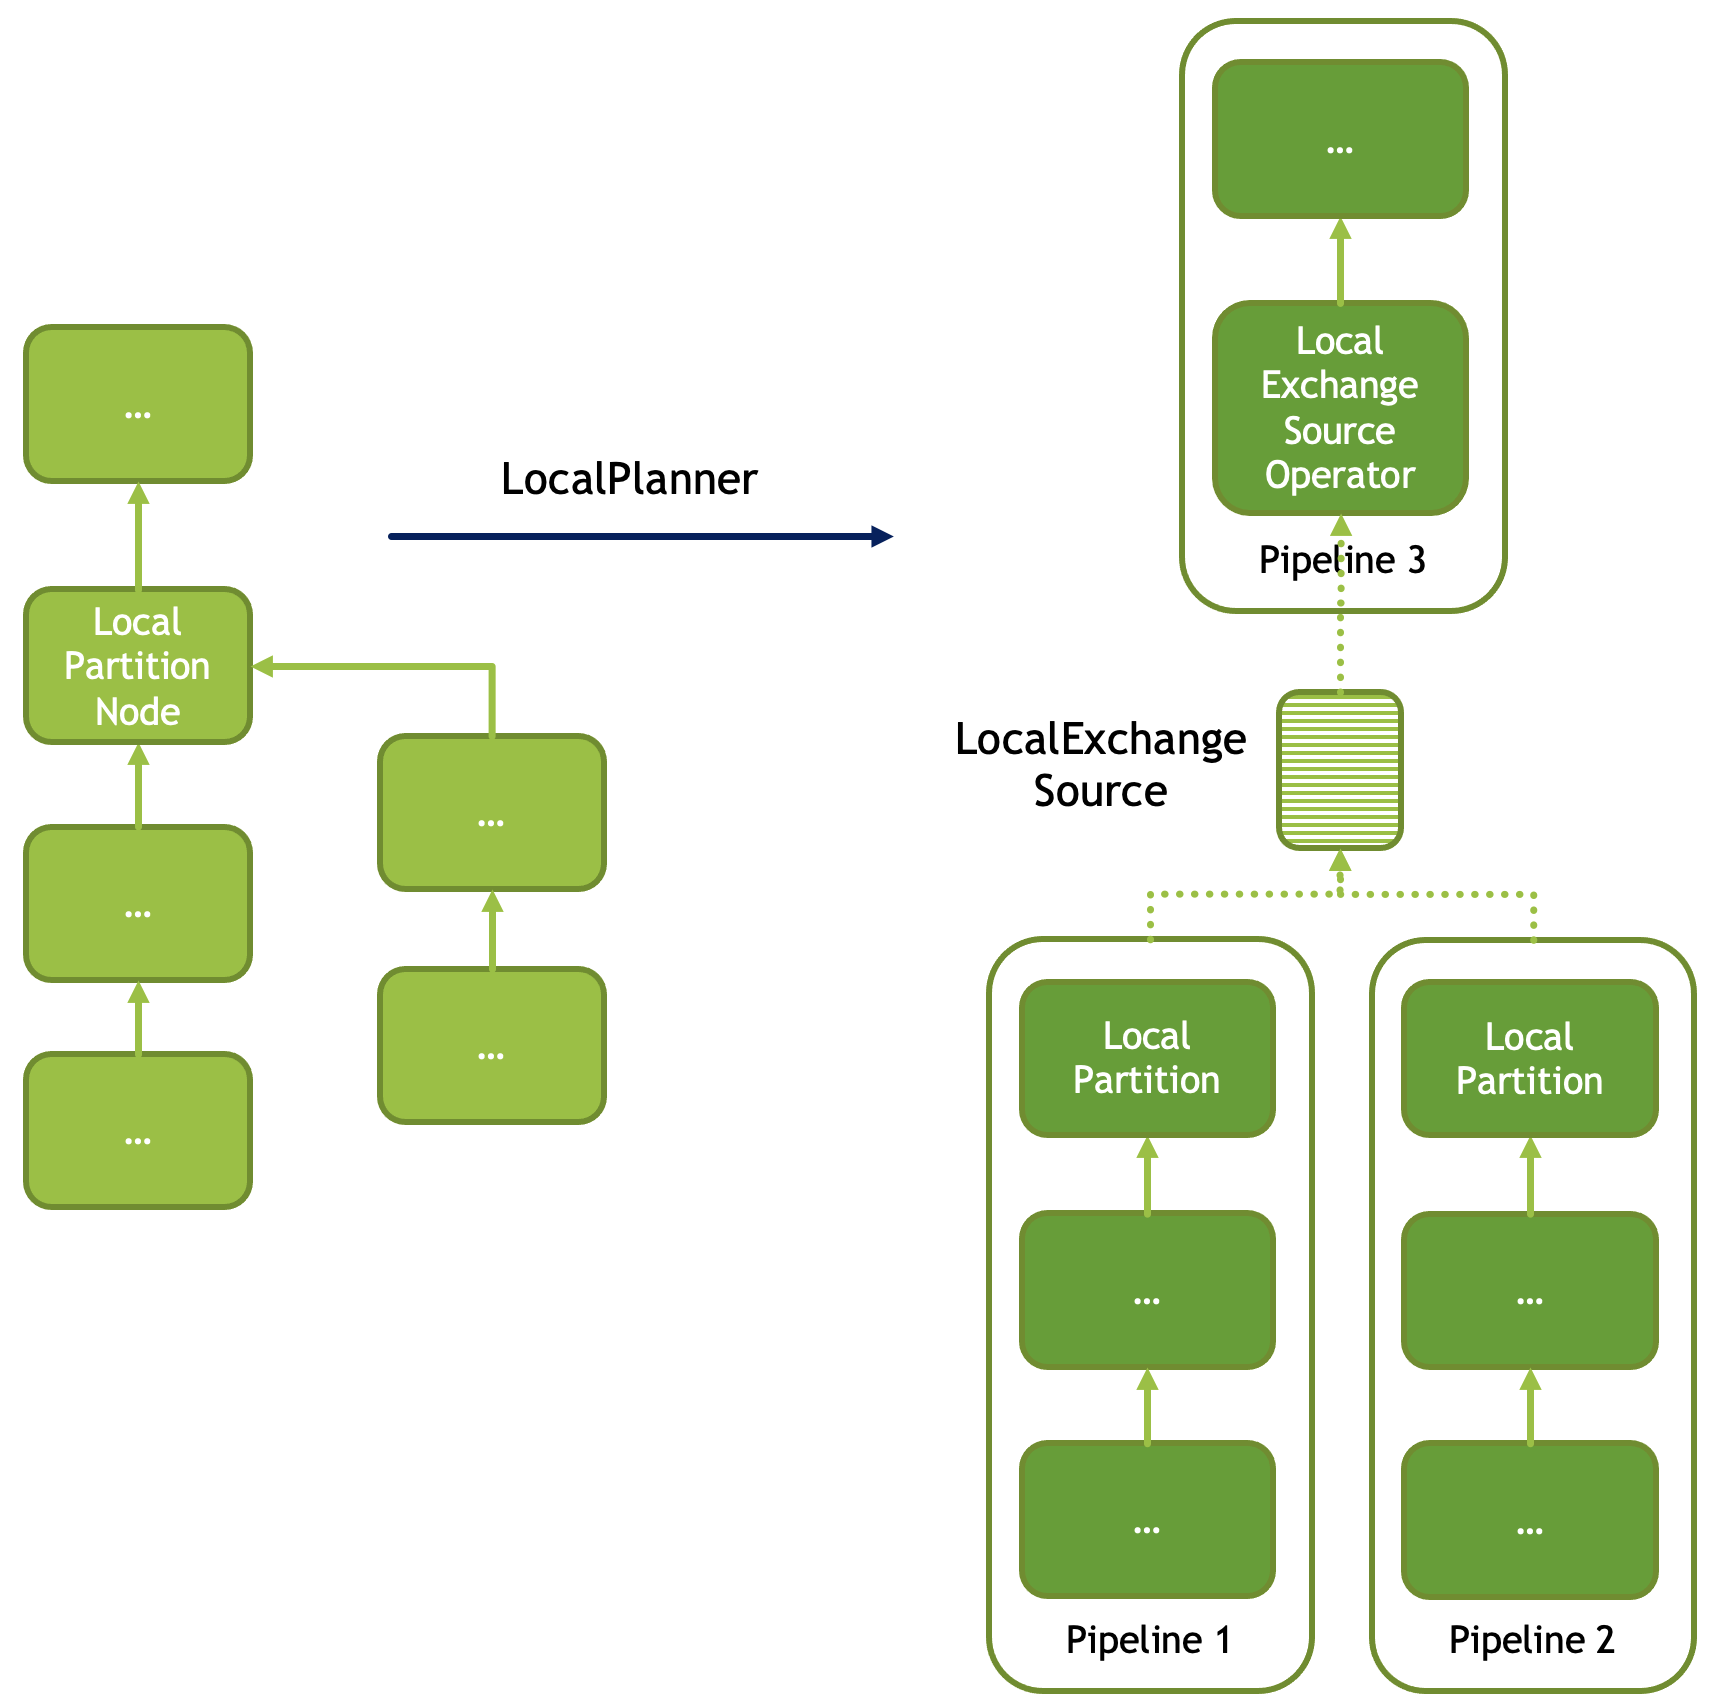 ...
Local
Partition
Node
...
...
...
...
LocalPlanner
...
Local
Exchange
Source
Operator
Pipeline 3
LocalExchange
Source
Local
Partition
...
...
Pipeline 1
Local
Partition
...
...
Pipeline 2